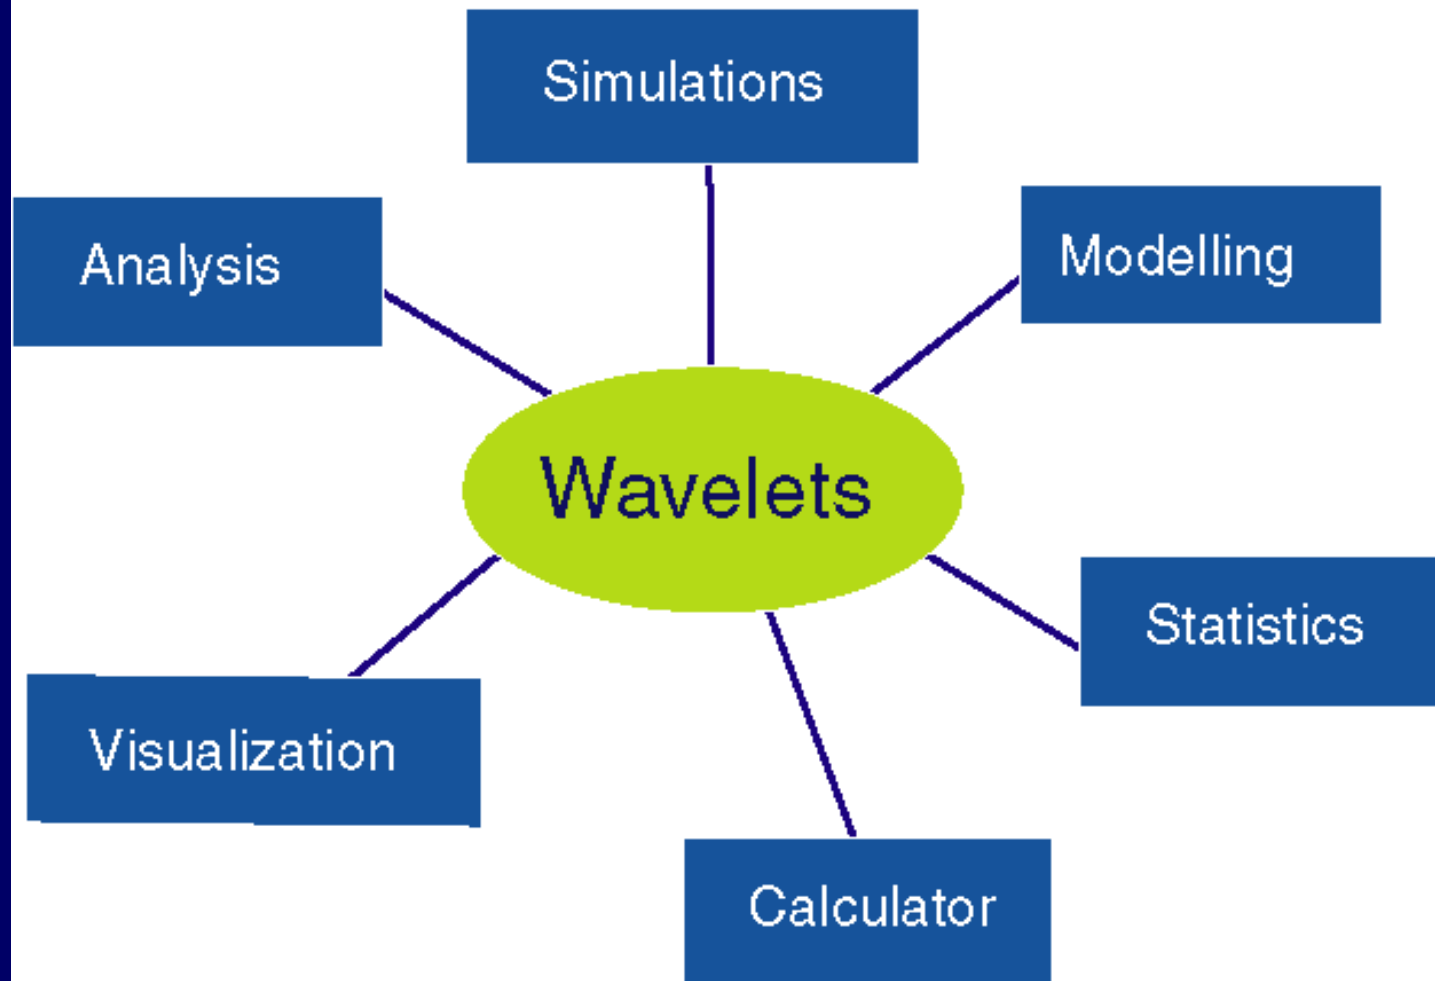 Simulations
Analysis
Modelling
Wavelets
Statistics
Visualization
Calculator